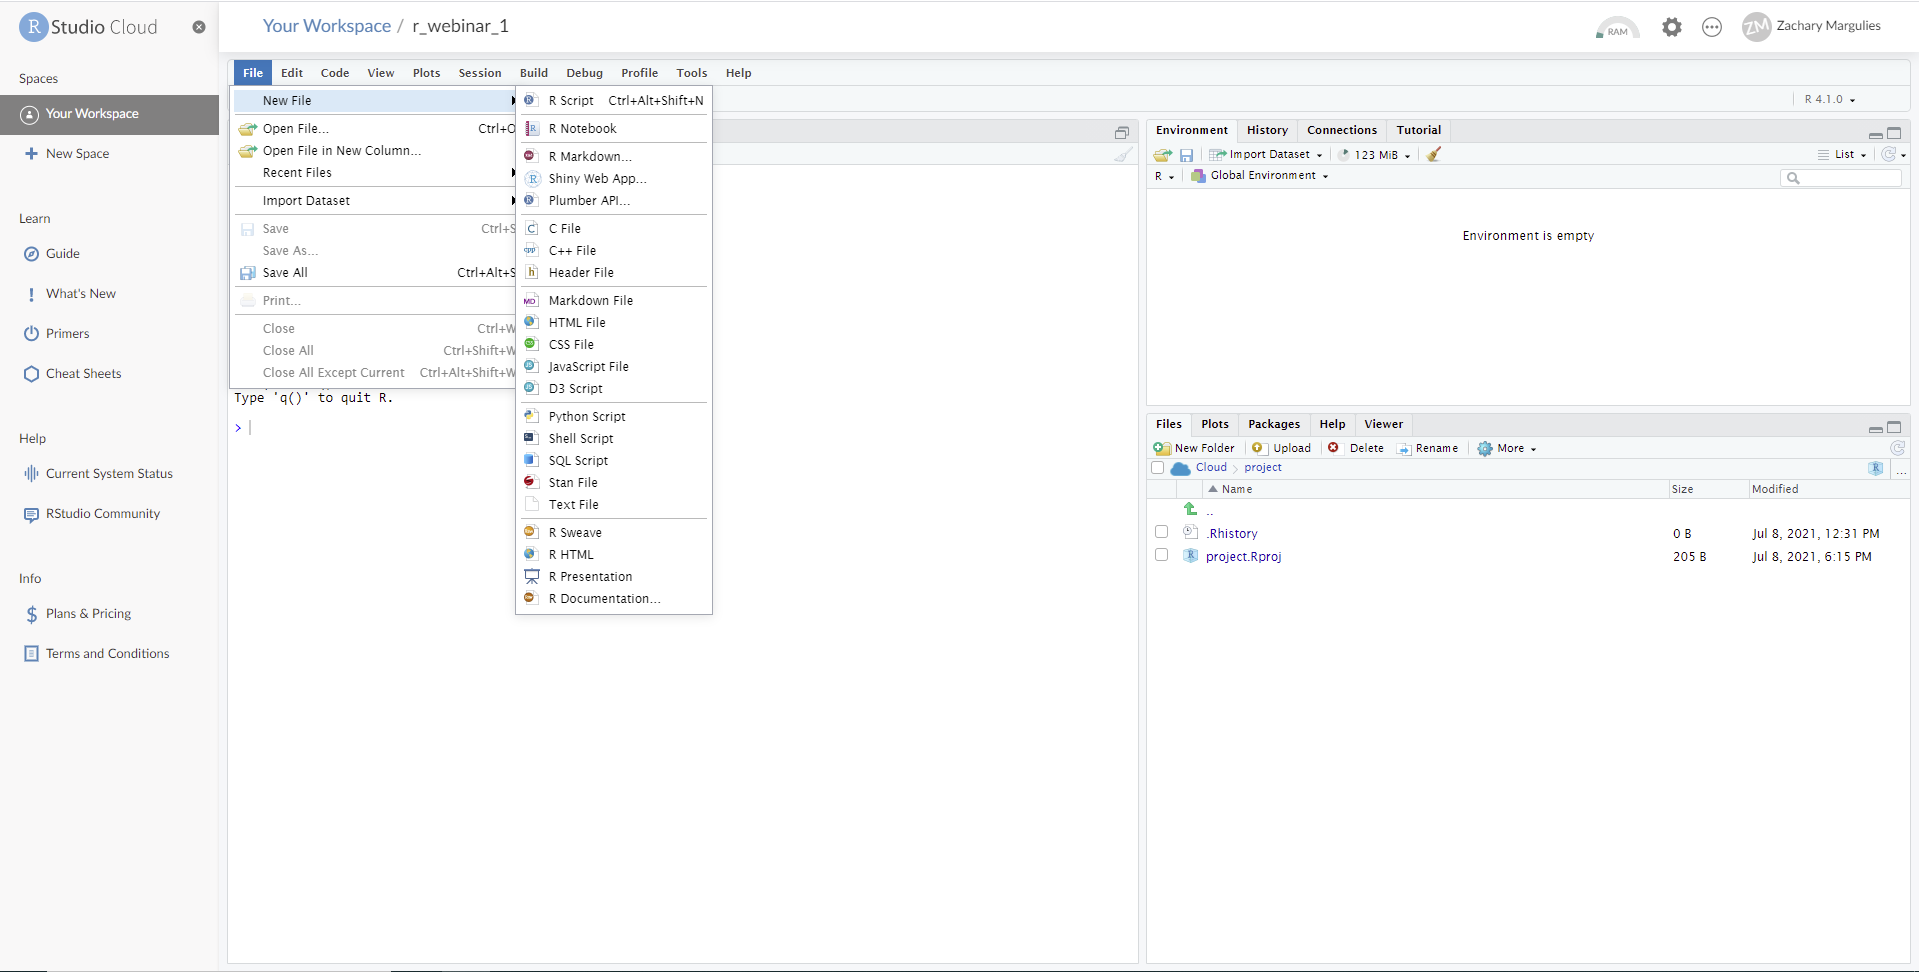 R Studio Cloud
Your Workspace / r_webinar_1
RAM
ZM Zachary Margulies
Spaces
Your Workspace
New Space
Learn
Guide
What's New
Primers
Cheat Sheets
Help
Current System Status
RStudio Community
Info
Plans & Pricing
Terms and Conditions
File Edit Code View Plots Session Build Debug Profile Tools Help
R 4.1.0
New File
Open File... Ctrl+O
Open File in New Column...
Recent Files
Import Dataset
Save Ctrl+S
Save As...
Save All Ctrl+Alt+S
Print...
Close Ctrl+W
Close All Ctrl+Shift+W
Close All Except Current Ctrl+Alt+Shift+W
R Script Ctrl+Alt+Shift+N
R Notebook
R Markdown...
Shiny Web App...
Plumber API...
C File
C++ File
Header File
Markdown File
HTML File
CSS File
JavaScript File
D3 Script
Python Script
Shell Script
SQL Script
Stan File
Text File
R Sweave
R HTML
R Presentation
R Documentation...
Type 'q()' to quit R.
>
Environment History Connections Tutorial
Import Dataset 123 MiB List
R Global Environment
Environment is empty
Files Plots Packages Help Viewer
New Folder Upload Delete Rename More
Cloud project ...
Name Size Modified
..
.Rhistory 0 B Jul 8, 2021, 12:31 PM
project.Rproj 205 B Jul 8, 2021, 6:15 PM